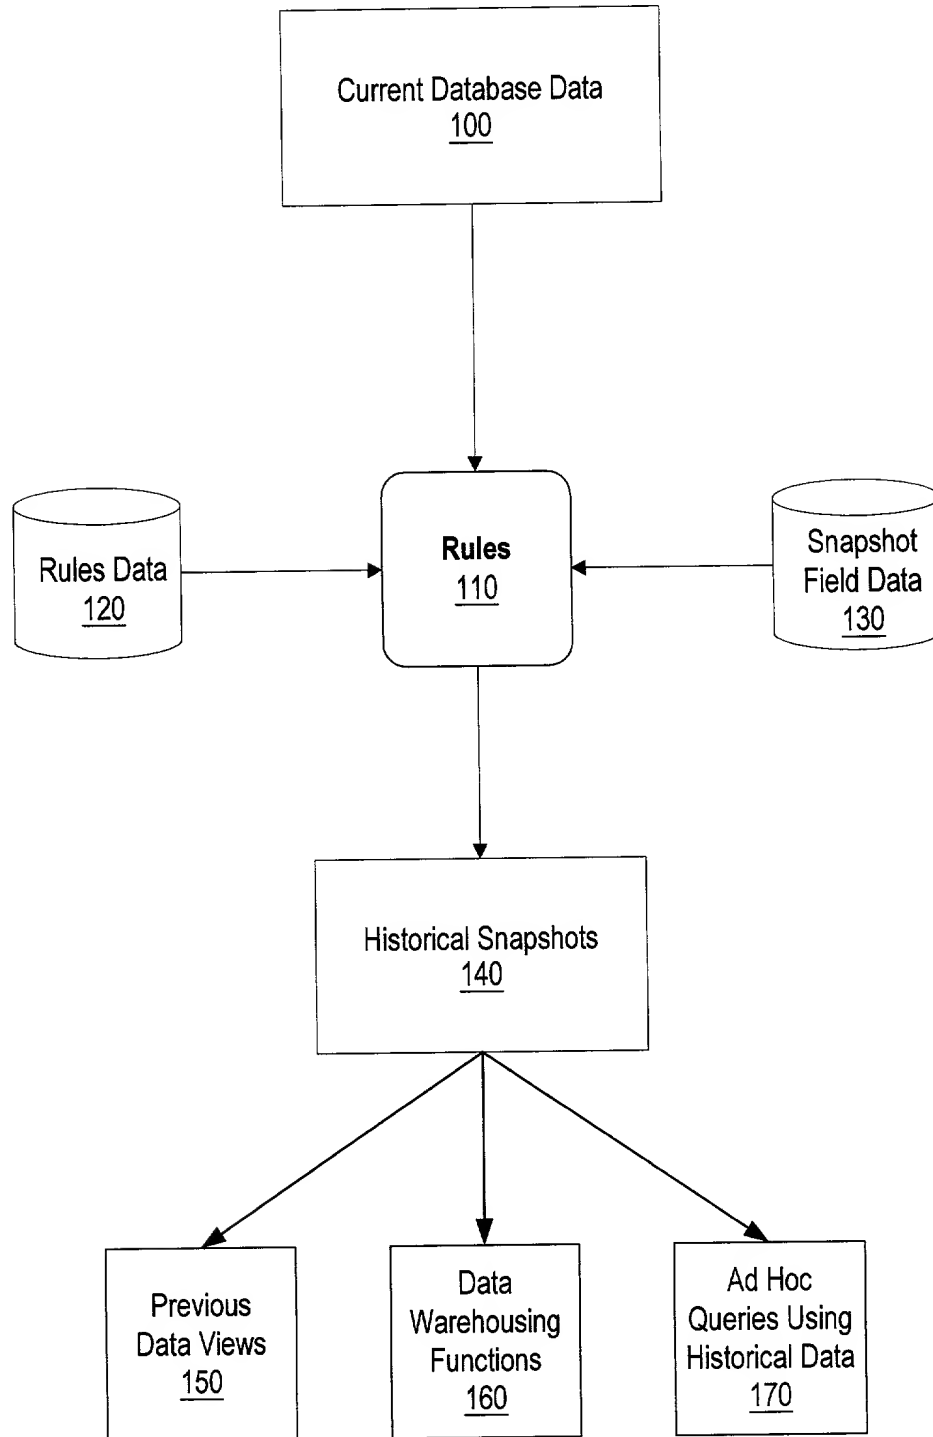 Current Database Data
100
Rules Data
120
Rules
110
Snapshot
Field Data
130
Historical Snapshots
140
Previous
Data Views
150
Data
Warehousing
Functions
160
Ad Hoc
Queries Using
Historical Data
170